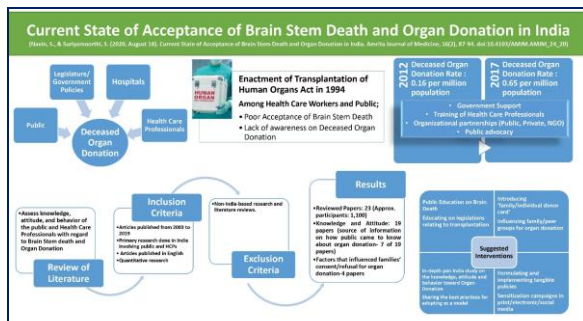 Current State of Acceptance of Brain Stem Death and Organ Donation in India
(Navin, S., & Suriyamoorthi, S. (2020, August 18). Current State of Acceptance of Brain Stem Death and Organ Donation in India. Amrita Journal of Medicine, 16(2), 87-94. doi:10.4103/AMJM.AMJM_24_20)
Legislature/
Government
Policies
Hospitals
Public
Health Care
Professionals
Deceased
Organ
Donation
HUMAN
ORGAN
Enactment of Transplantation of
Human Organs Act in 1994
Among Health Care Workers and Public;
• Poor Acceptance of Brain Stem Death
• Lack of awareness on Deceased Organ
Donation
2012
Deceased Organ
Donation Rate :
0.16 per million
population
2017
Deceased Organ
Donation Rate :
0.65 per million
population
• Government Support
• Training of Health Care Professionals
• Organizational partnerships (Public, Private, NGO)
• Public advocacy
•Assess knowledge,
attitude, and behavior of
the public and Health Care
Professionals with regard
to Brain Stem death and
Organ Donation
Review of
Literature
Inclusion
Criteria
•Articles published from 2003 to
2019
•Primary research done in India
involving public and HCPs
• Articles published in English
•Quantitative research
•Non-India-based research and
literature reviews.
Exclusion
Criteria
Results
•Reviewed Papers: 23 (Approx.
participants: 1,100)
•Knowledge and Attitude: 19
papers (source of information
on how public came to know
about organ donation- 7 of 19
papers)
•Factors that influenced families'
consent/refusal for organ
donation-4 papers
Public Education on Brain
Death
Educating on legislations
relating to transplantation
Introducing
'family/individual donor
card'
Influencing family/peer
groups for organ donation
Suggested
Interventions
In-depth pan India study on
the knowledge, attitude
and behavior toward Organ
Donation
Sharing the best practices for
adopting as a model
Formulating and
implementing tangible
policies
Sensitization campaigns in
print/electronic/social
media